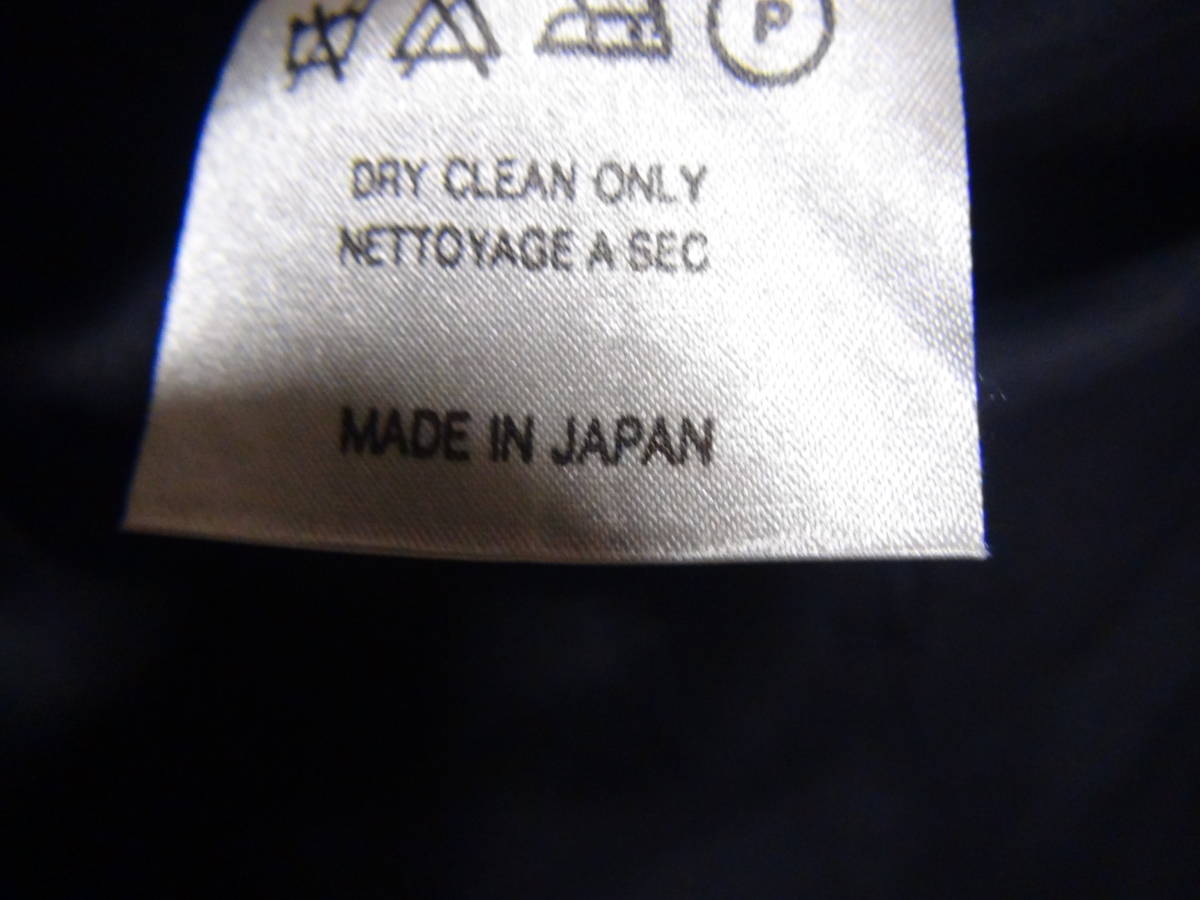 P
DRY CLEAN ONLY
NETTOYAGE A SEC
MADE IN JAPAN